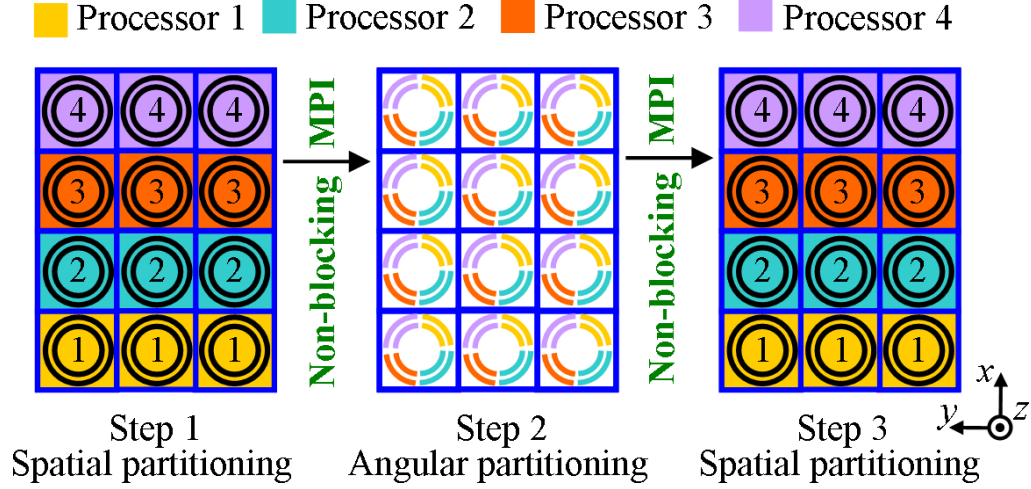 Processor 1 Processor 2 Processor 3 Processor 4
4 4 4
3 3 3
2 2 2
1 1 1
Non-blocking MPI
Non-blocking MPI
4 4 4
3 3 3
2 2 2
1 1 1
x
y z
Step 1
Spatial partitioning
Step 2
Angular partitioning
Step 3
Spatial partitioning